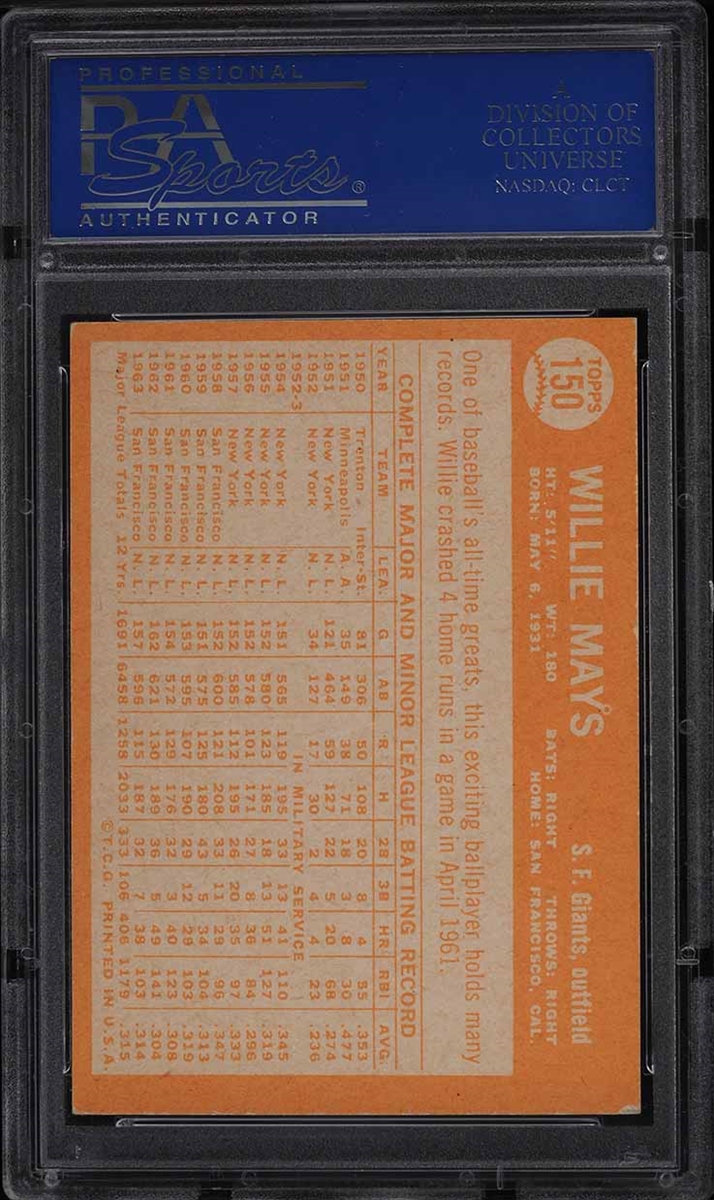 PROFESSIONAL
PSA
Sports®
AUTHENTICATOR
A
DIVISION OF
COLLECTORS
UNIVERSE
NASDAQ: CLCT
TOPPS
150
WILLIE MAYS S. F. Giants, outfield
HT: 5/11" WT: 180 BATS: RIGHT THROWS: RIGHT
BORN: MAY 6, 1931 HOME: SAN FRANCISCO, CAL.
One of baseball's all-time greats, this exciting ballplayer holds many
records. Willie crashed 4 home runs in a game in April 1961.
COMPLETE MAJOR AND MINOR LEAGUE BATTING RECORD
YEAR TEAM LEA. G AB R H 2B 3B HR RBI AVG.
1950 Trenton Inter-St. 81 306 50 108 20 8 4 55 .353
1951 Minneapolis A. A. 35 149 38 71 18 3 8 30 .477
1951 New York N. L. 121 464 59 127 22 5 20 68 .274
1952 New York N. L. 34 127 17 30 2 4 4 23 .236
1952-3 IN MILITARY SERVICE
1954 New York N. L. 151 565 119 195 33 13 41 110 .345
1955 New York N. L. 152 580 123 185 18 13 51 127 .319
1956 New York N. L. 152 578 101 171 27 8 36 84 .296
1957 New York N. L. 152 585 112 195 26 20 35 97 .333
1958 San Francisco N. L. 152 600 121 208 33 11 29 96 .347
1959 San Francisco N. L. 151 575 125 180 43 5 34 104 .313
1960 San Francisco N. L. 153 595 107 190 29 12 29 103 .319
1961 San Francisco N. L. 154 572 129 176 32 3 40 123 .308
1962 San Francisco N. L. 162 621 130 189 36 5 49 141 .304
1963 San Francisco N. L. 157 596 115 187 32 7 38 103 .314
Major League Totals 12 Yrs. 1691 6458 1258 2033 333 106 406 1179 .315
©T.C.G. PRINTED IN U.S.A.